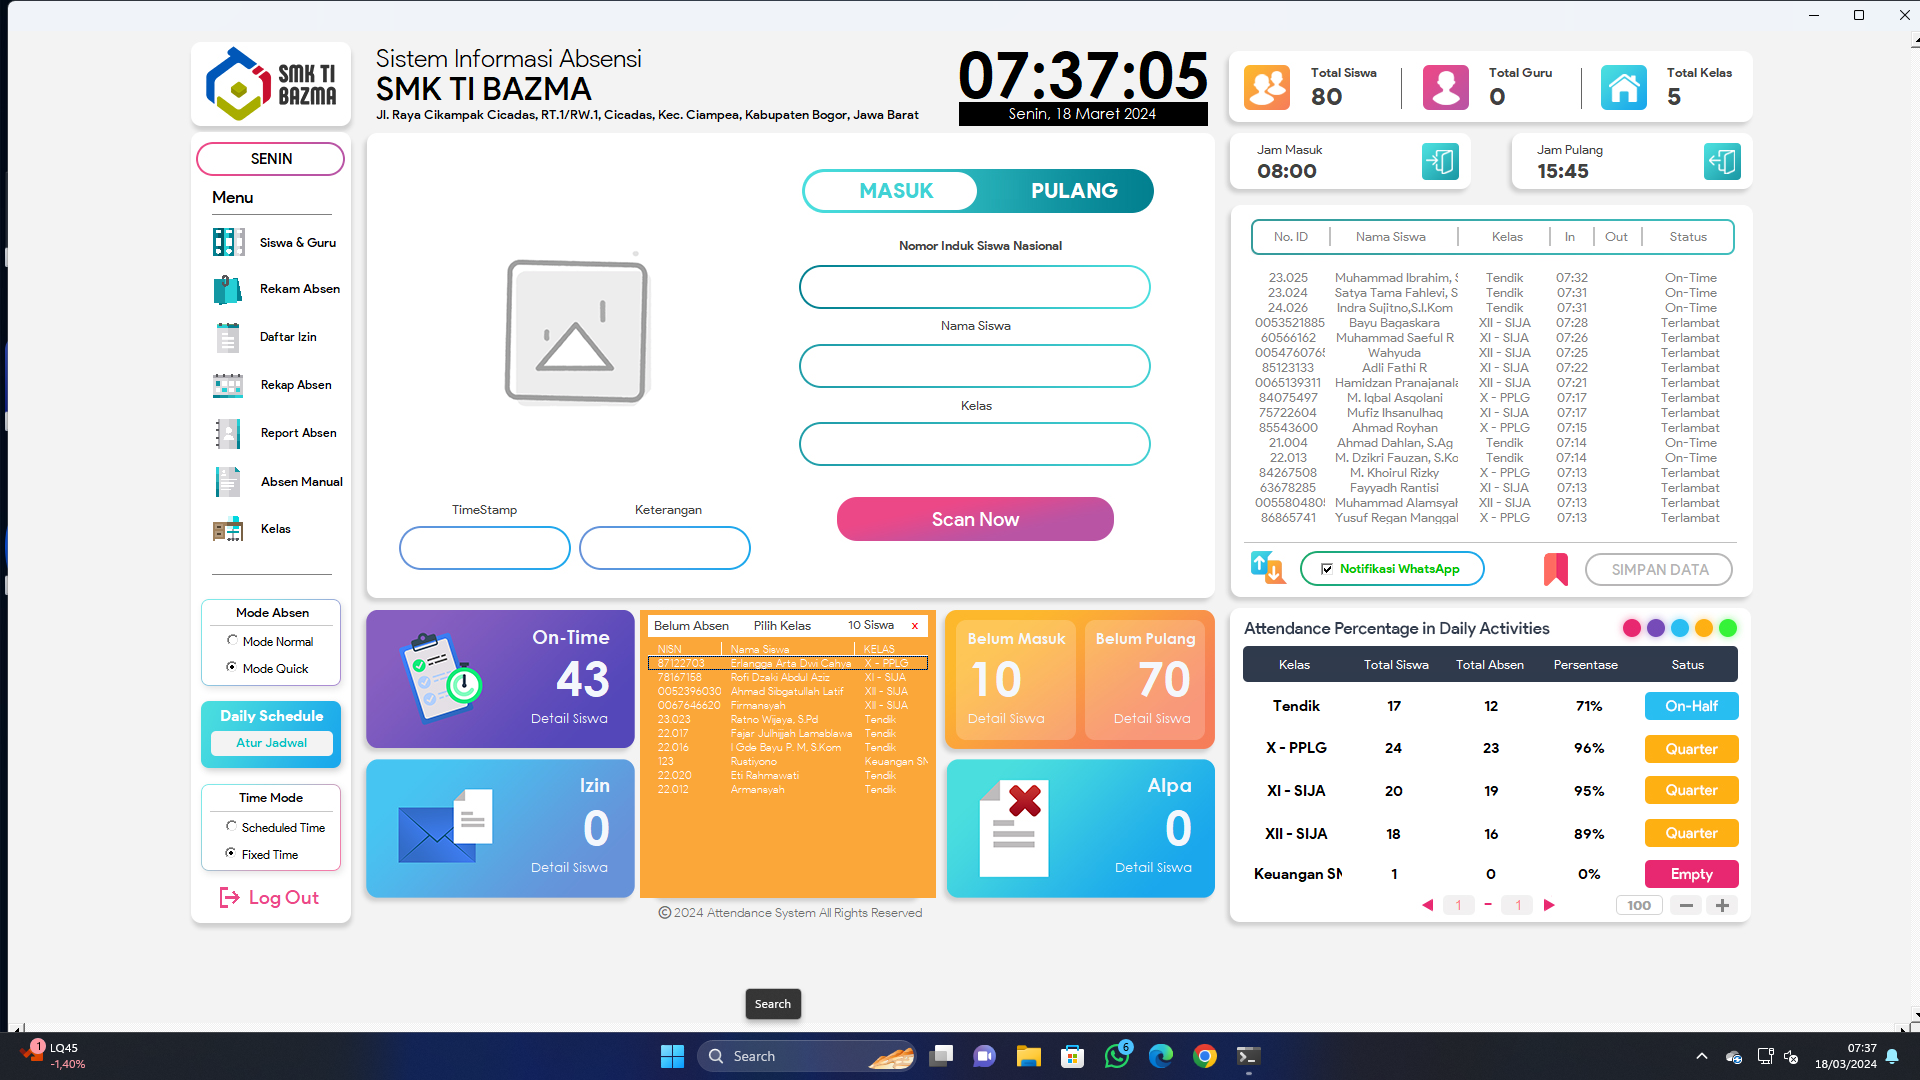 SMK TI
BAZMA
Sistem Informasi Absensi
SMK TI BAZMA
Jl. Raya Cikampak Cicadas, RT.1/RW.1, Cicadas, Kec. Ciampea, Kabupaten Bogor, Jawa Barat
07:37:05
Senin, 18 Maret 2024
Total Siswa
80
Total Guru
0
Total Kelas
5
Jam Masuk
08:00
Jam Pulang
15:45
SENIN
Menu
Siswa & Guru
Rekam Absen
Daftar Izin
Rekap Absen
Report Absen
Absen Manual
Kelas
Mode Absen
Mode Normal
Mode Quick
Daily Schedule
Atur Jadwal
Time Mode
Scheduled Time
Fixed Time
Log Out
MASUK PULANG
Nomor Induk Siswa Nasional
Nama Siswa
Kelas
TimeStamp Keterangan
Scan Now
No. ID Nama Siswa Kelas In Out Status
23.025 Muhammad Ibrahim, S Tendik 07:32 On-Time
23.024 Satya Tama Fahlevi, S Tendik 07:31 On-Time
24.026 Indra Sujitno,S.I.Kom Tendik 07:31 On-Time
0053521885 Bayu Bagaskara XII - SIJA 07:28 Terlambat
60566162 Muhammad Saeful R XI - SIJA 07:26 Terlambat
0054760765 Wahyuda XII - SIJA 07:25 Terlambat
85123133 Adli Fathi R XI - SIJA 07:22 Terlambat
0065139311 Hamidzan Pranajanala XII - SIJA 07:21 Terlambat
84075497 M. Iqbal Asqolani X - PPLG 07:17 Terlambat
75722604 Mufiz Ihsanulhaq XI - SIJA 07:17 Terlambat
85543600 Ahmad Royhan X - PPLG 07:15 Terlambat
21.004 Ahmad Dahlan, S.Ag Tendik 07:14 On-Time
22.013 M. Dzikri Fauzan, S.Kc Tendik 07:14 On-Time
84267508 M. Khoirul Rizky X - PPLG 07:13 Terlambat
63678285 Fayyadh Rantisi XI - SIJA 07:13 Terlambat
0055804805 Muhammad Alamsyah XII - SIJA 07:13 Terlambat
86865741 Yusuf Regan Manggal X - PPLG 07:13 Terlambat
Notifikasi WhatsApp
SIMPAN DATA
On-Time
43
Detail Siswa
Izin
0
Detail Siswa
Belum Absen Pilih Kelas 10 Siswa x
NISN Nama Siswa KELAS
87122703 Erlangga Arta Dwi Cahya X - PPLG
78167158 Rofi Dzaki Abdul Aziz XI - SIJA
0052396030 Ahmad Sibgatullah Latif XII - SIJA
0067646620 Firmansyah XII - SIJA
23.023 Ratno Wijaya, S.Pd Tendik
22.017 Fajar Julhijjah Lamablawa Tendik
22.016 I Gde Bayu P. M, S.Kom Tendik
123 Rustiyono Keuangan SN
22.020 Eti Rahmawati Tendik
22.012 Armansyah Tendik
Belum Masuk
10
Detail Siswa
Belum Pulang
70
Detail Siswa
Alpa
0
Detail Siswa
© 2024 Attendance System All Rights Reserved
Attendance Percentage in Daily Activities
Kelas Total Siswa Total Absen Persentase Satus
Tendik 17 12 71% On-Half
X - PPLG 24 23 96% Quarter
XI - SIJA 20 19 95% Quarter
XII - SIJA 18 16 89% Quarter
Keuangan SN 1 0 0% Empty
1 - 1
100
Search
1
LQ45
-1,40%
Search
6
07:37
18/03/2024